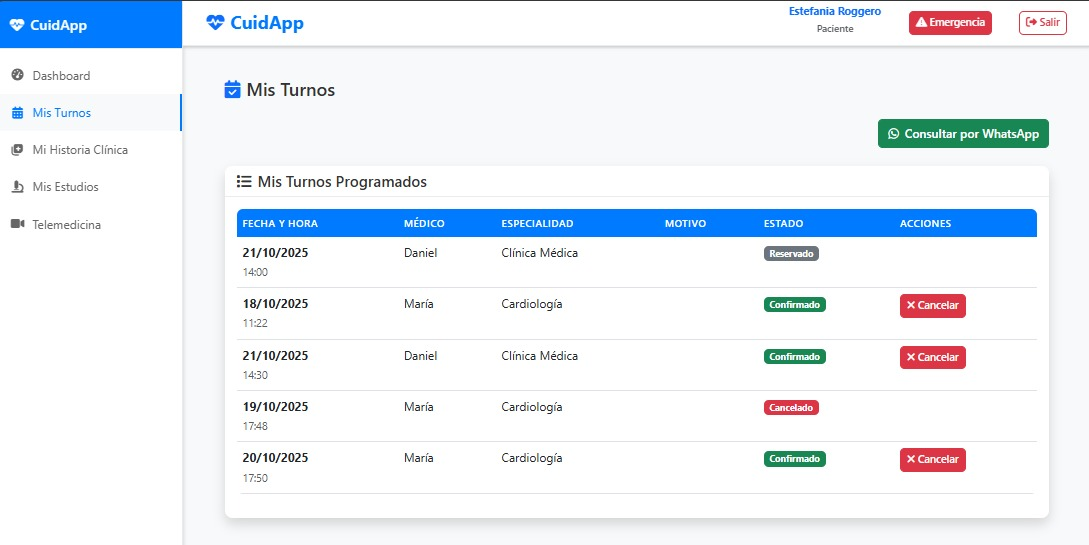 CuidApp
CuidApp
Estefania Roggero
Paciente
Emergencia
Salir
Dashboard
Mis Turnos
Mi Historia Clínica
Mis Estudios
Telemedicina
Mis Turnos
Consultar por WhatsApp
Mis Turnos Programados
FECHA Y HORA MÉDICO ESPECIALIDAD MOTIVO ESTADO ACCIONES
21/10/2025 Daniel Clínica Médica Reservado
14:00
18/10/2025 María Cardiología Confirmado Cancelar
11:22
21/10/2025 Daniel Clínica Médica Confirmado Cancelar
14:30
19/10/2025 María Cardiología Cancelado
17:48
20/10/2025 María Cardiología Confirmado Cancelar
17:50